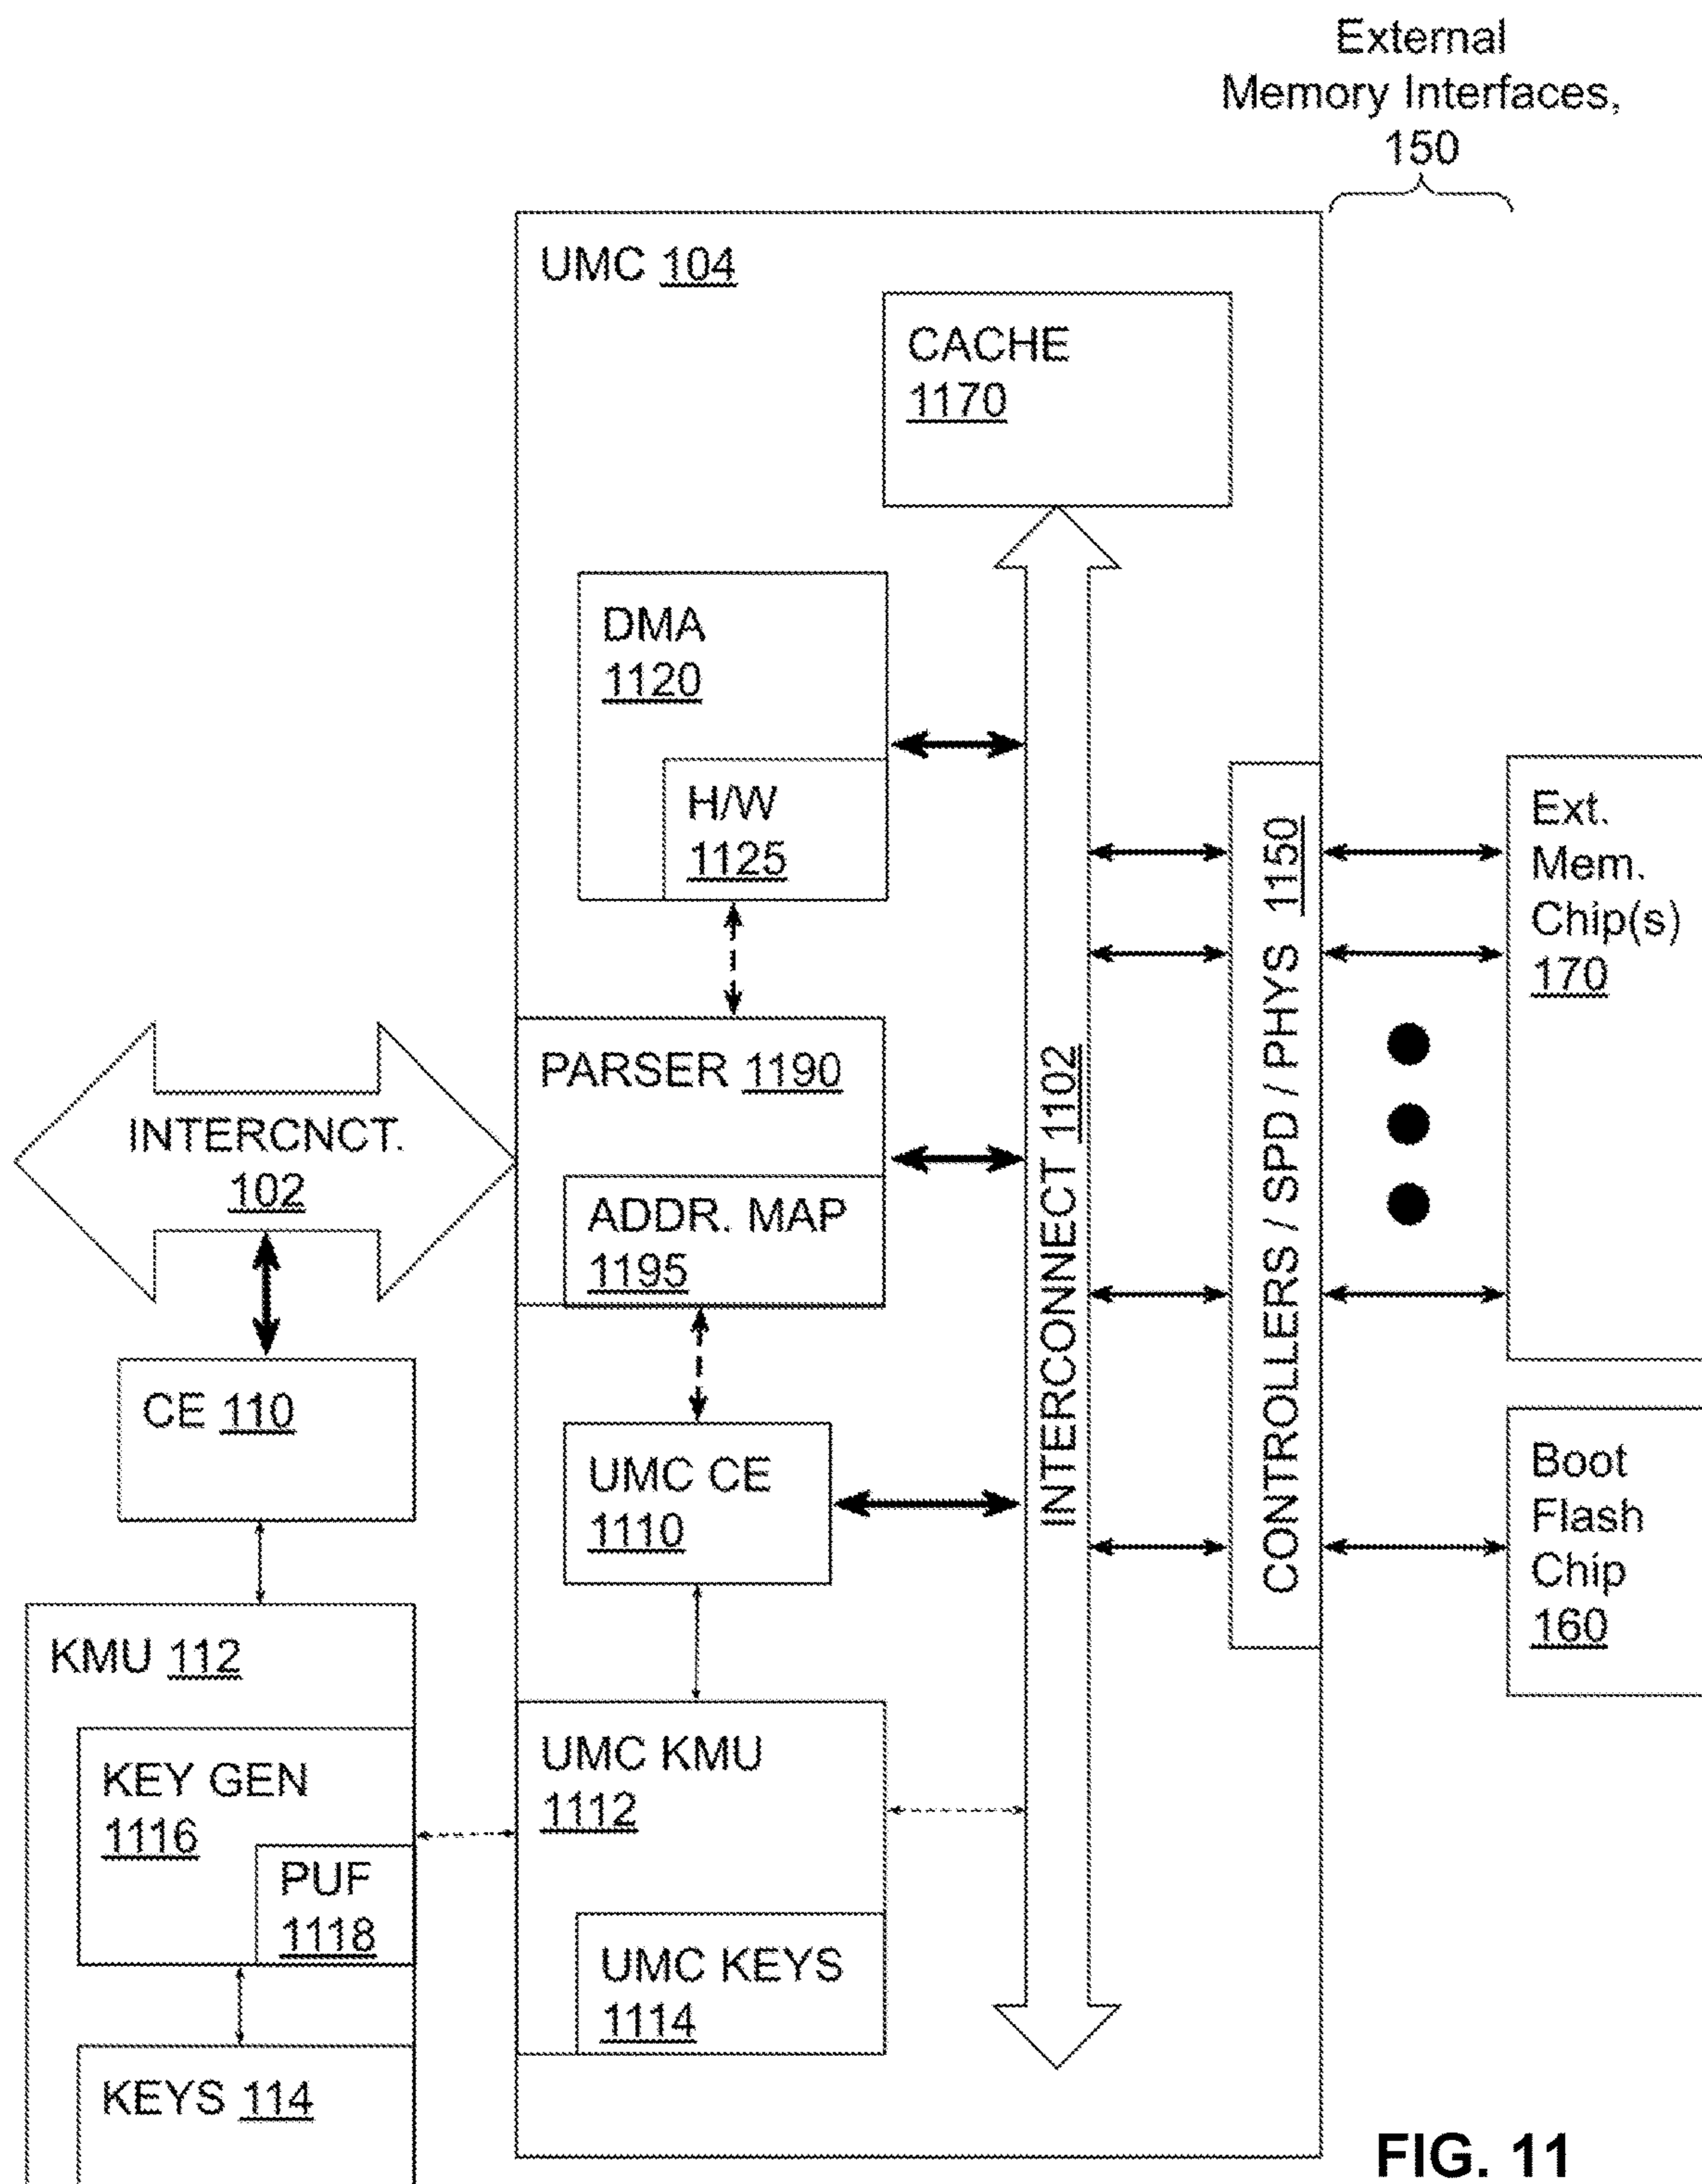 External
Memory Interfaces,
150
UMC 104
CACHE
1170
DMA
1120
H/W
1125
PARSER 1190
ADDR. MAP
1195
INTERCNCT.
102
CE 110
UMC CE
1110
KMU 112
KEY GEN
1116
PUF
1118
KEYS 114
UMC KMU
1112
UMC KEYS
1114
INTERCONNECT 1102
CONTROLLERS / SPD / PHYS 1150
Ext.
Mem.
Chip(s)
170
Boot
Flash
Chip
160
FIG. 11